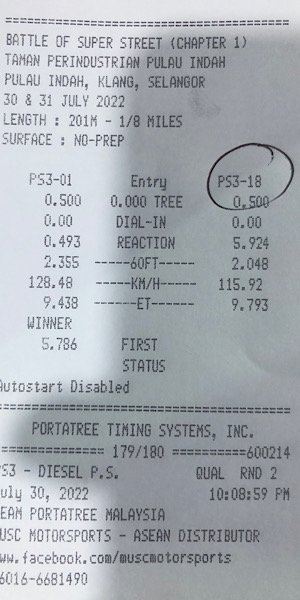 BATTLE OF SUPER STREET (CHAPTER 1)
TAMAN PERINDUSTRIAN PULAU INDAH
PULAU INDAH, KLANG, SELANGOR
30 & 31 JULY 2022
LENGTH : 201M - 1/8 MILES
SURFACE : NO-PREP
PS3-01 Entry PS3-18
0.500 0.000 TREE 0.500
0.00 DIAL-IN 0.00
0.493 REACTION 5.924
2.355 -----60FT----- 2.048
128.48 -----KM/H----- 115.92
9.438 ------ET------ 9.793
WINNER
5.786 FIRST
STATUS
Autostart Disabled
PORTATREE TIMING SYSTEMS, INC.
=============== 179/180 ===========600214
PS3 - DIESEL P.S. QUAL RND 2
July 30, 2022 10:08:59 PM
TEAM PORTATREE MALAYSIA
MUSC MOTORSPORTS - ASEAN DISTRIBUTOR
www.facebook.com/muscmotorsports
6016-6681490